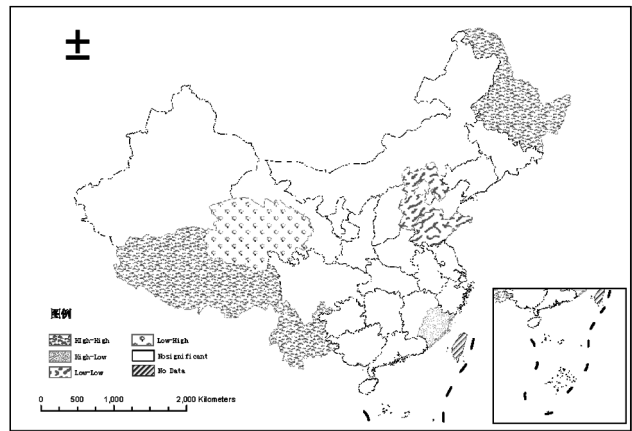 图例
High-High
High-Low
Low-Low
Low-High
Nosignificant
No Data
0 500 1,000 2,000 Kilometers